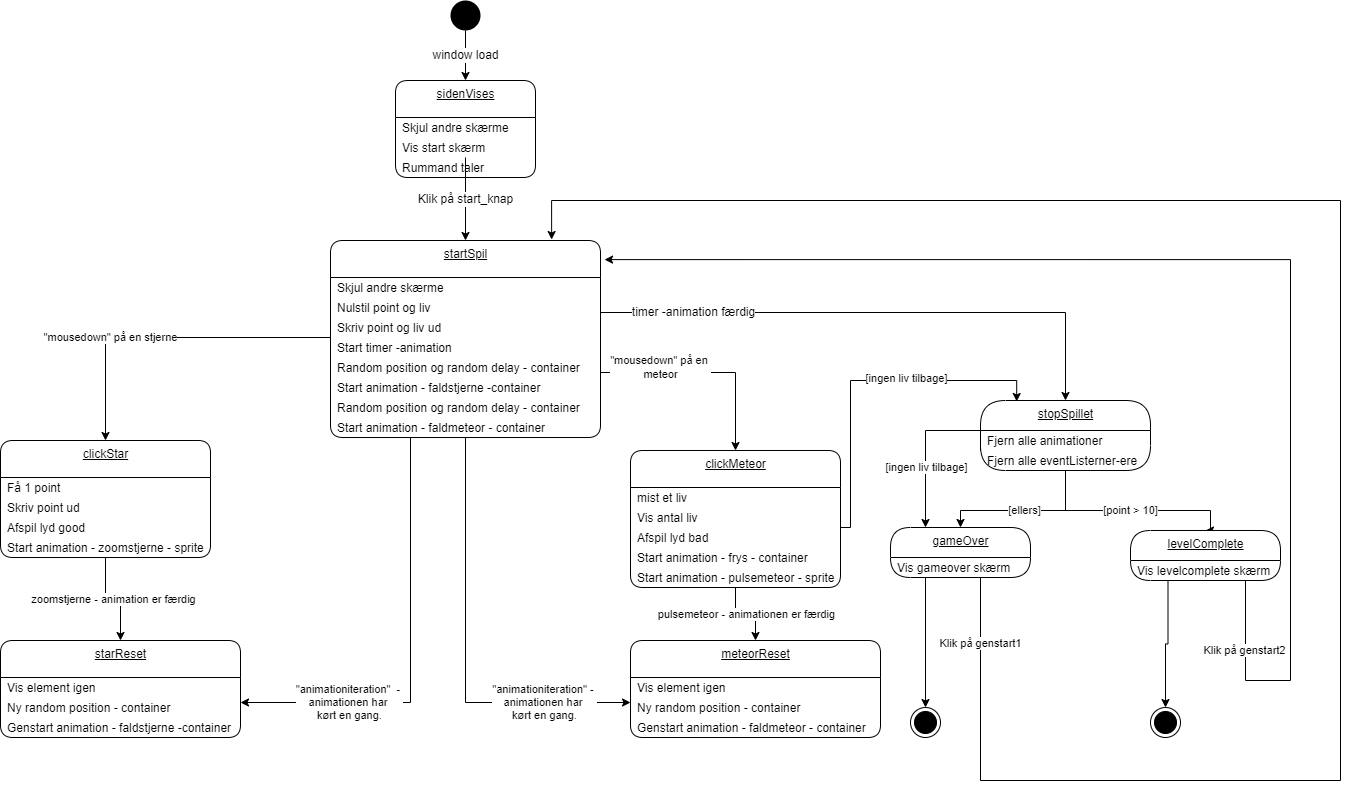 window load
sidenVises
Skjul andre skærme
Vis start skærm
Rummand taler
Klik på start_knap
startSpil
Skjul andre skærme
Nulstil point og liv
Skriv point og liv ud
Start timer -animation
Random position og random delay - container
Start animation - faldstjerne -container
Random position og random delay - container
Start animation - faldmeteor - container
timer -animation færdig
"mousedown" på en stjerne
"mousedown" på en
meteor
[ingen liv tilbage]
stopSpillet
Fjern alle animationer
Fjern alle eventListerner-ere
clickStar
Få 1 point
Skriv point ud
Afspil lyd good
Start animation - zoomstjerne - sprite
clickMeteor
mist et liv
Vis antal liv
Afspil lyd bad
Start animation - frys - container
Start animation - pulsemeteor - sprite
[ingen liv tilbage]
[ellers]
[point > 10]
gameOver
Vis gameover skærm
levelComplete
Vis levelcomplete skærm
zoomstjerne - animation er færdig
pulsemeteor - animationen er færdig
Klik på genstart1
Klik på genstart2
starReset
Vis element igen
Ny random position - container
Genstart animation - faldstjerne -container
"animationiteration" -
animationen har
kørt en gang.
"animationiteration" -
animationen har
kørt en gang.
meteorReset
Vis element igen
Ny random position - container
Genstart animation - faldmeteor - container